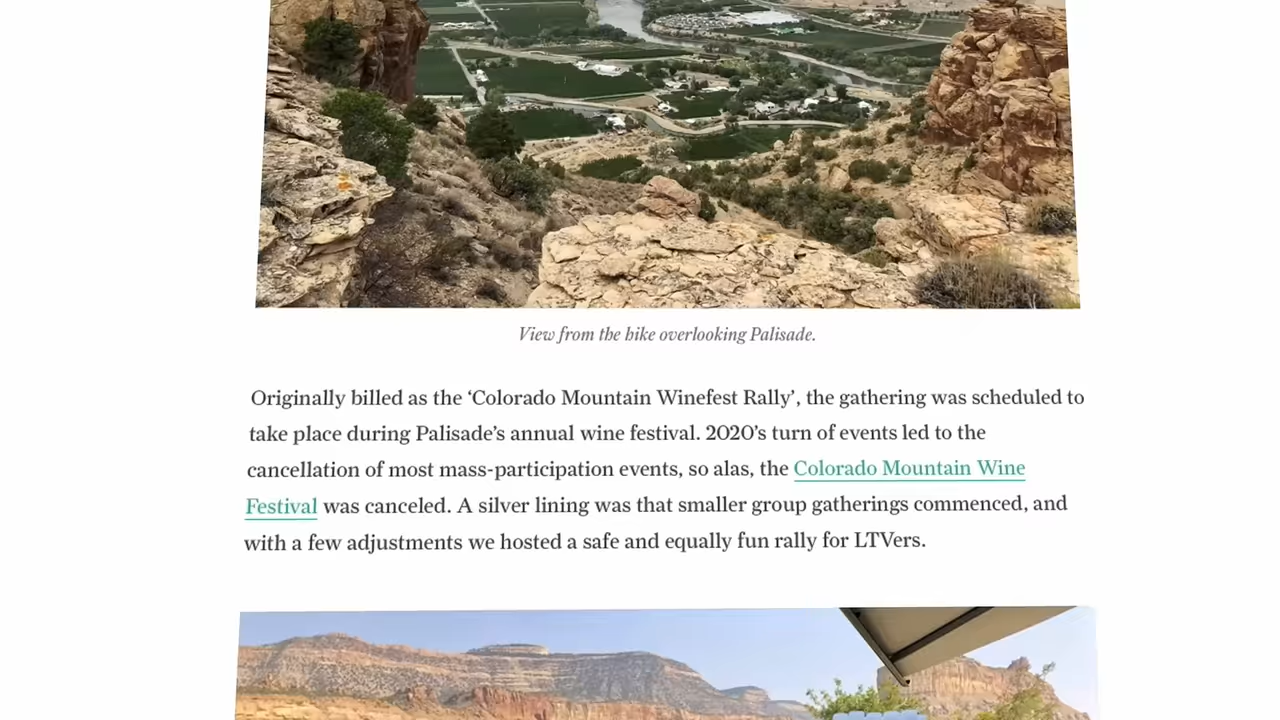 View from the bike overlooking Palisade.
Originally billed as the ‘Colorado Mountain Winefest Rally’, the gathering was scheduled to
take place during Palisade’s annual wine festival. 2020’s turn of events led to the
cancellation of most mass-participation events, so alas, the Colorado Mountain Wine
Festival was canceled. A silver lining was that smaller group gatherings commenced, and
with a few adjustments we hosted a safe and equally fun rally for LTVers.